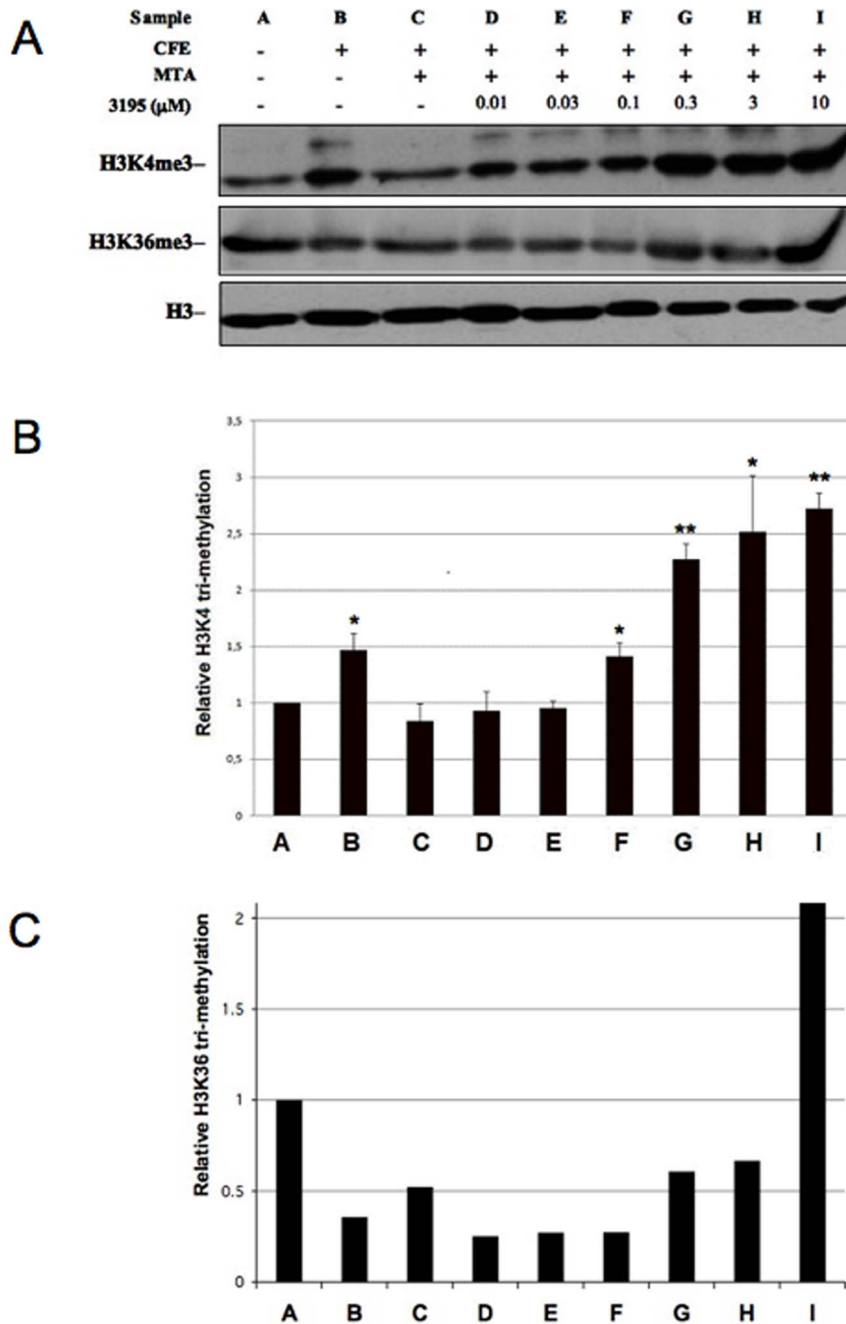 A
Sample A B C D E F G H I
CFE - + + + + + + + +
MTA - - + + + + + + +
3195 (μM) - - - 0.01 0.03 0.1 0.3 3 10
H3K4me3–
H3K36me3–
H3–
B
Relative H3K4 tri-methylation
3,5
3
2,5
2
1,5
1
0,5
0
* * ** * **
A B C D E F G H I
C
Relative H3K36 tri-methylation
2
1.5
1
0.5
0
A B C D E F G H I